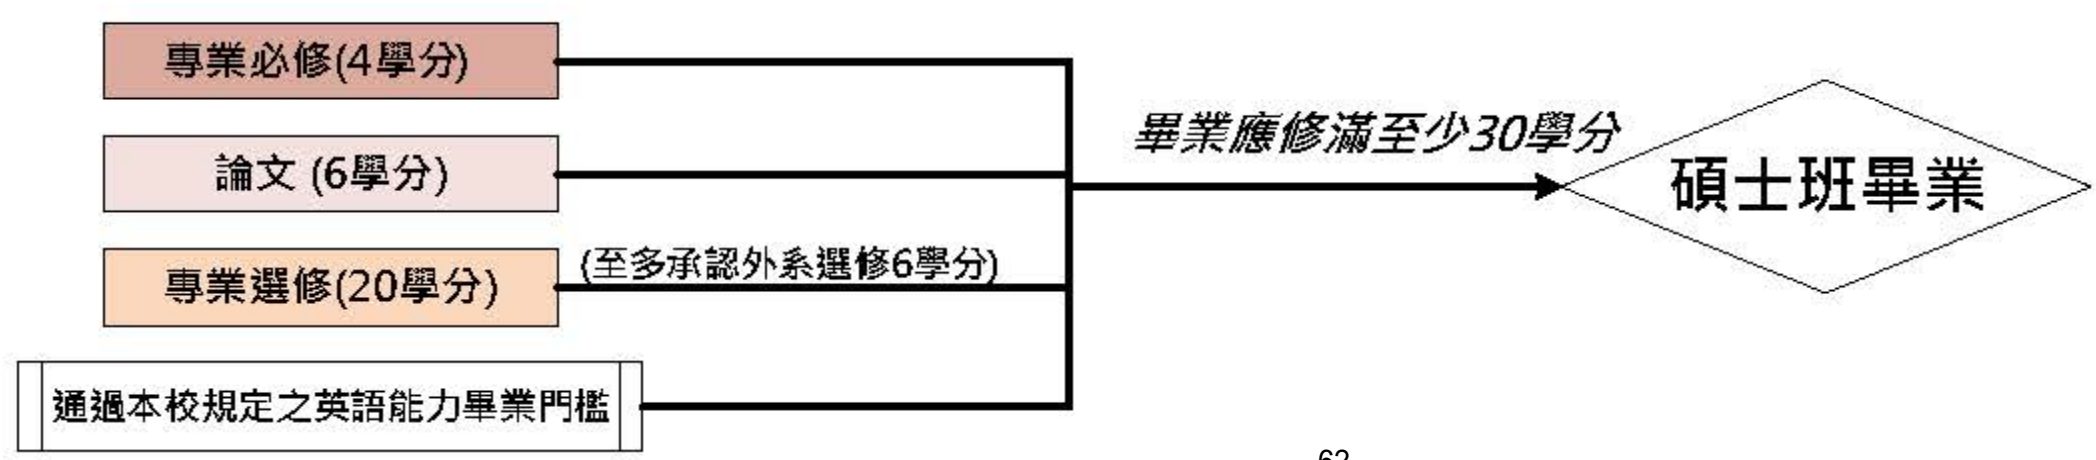 專業必修(4學分)
論文 (6學分)
專業選修(20學分)
(至多承認外系選修6學分)
通過本校規定之英語能力畢業門檻
畢業應修滿至少30學分
碩士班畢業